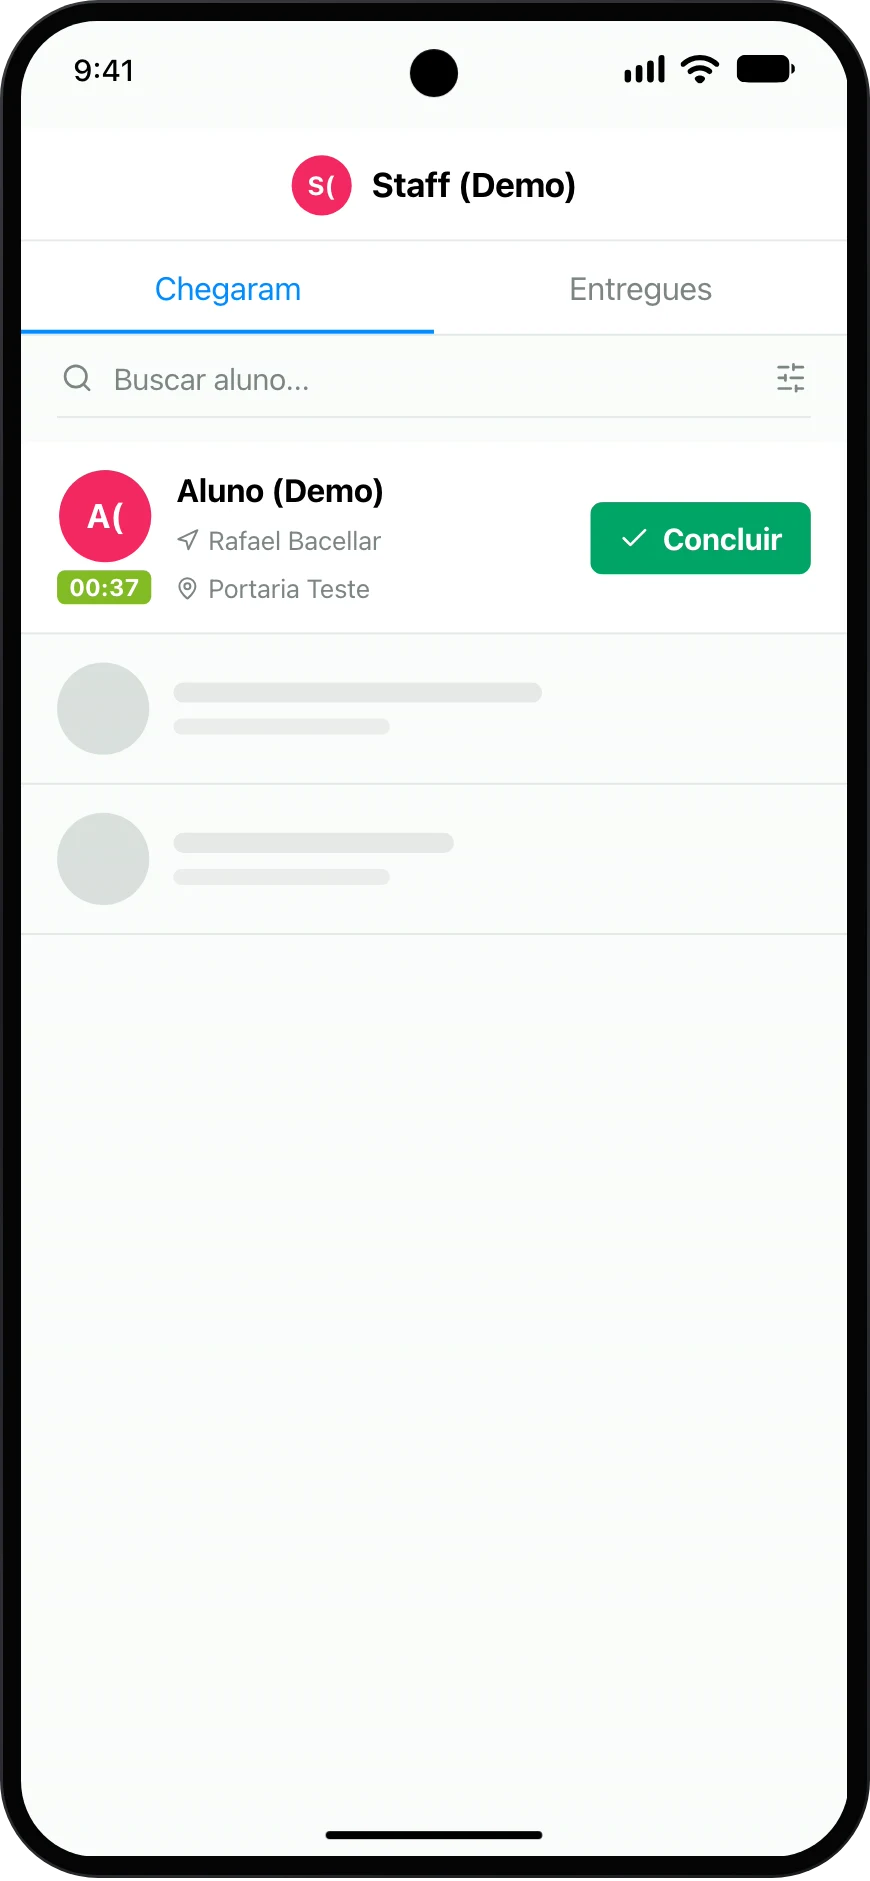 9:41
S( Staff (Demo)
Chegaram Entregues
Buscar aluno...
A( Aluno (Demo)
Rafael Bacellar
Concluir
00:37 Portaria Teste